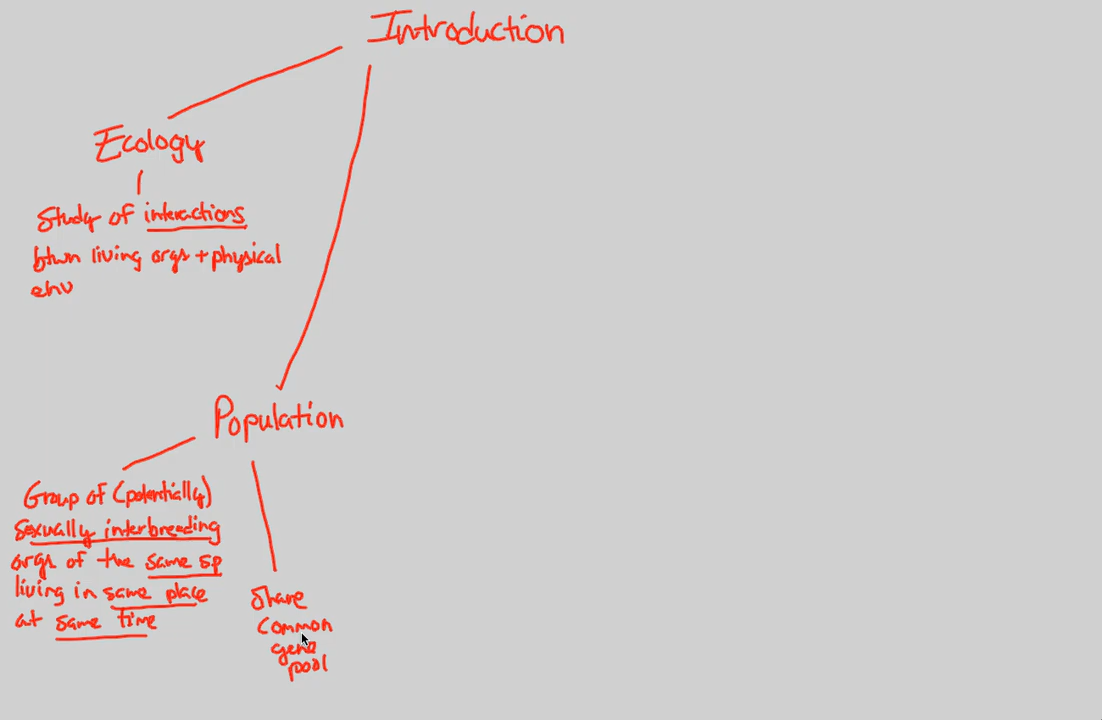 Introduction
Ecology
Study of interactions
btwn living orgs + physical
env
Population
Group of (potentially)
sexually interbreeding
orgs of the same sp
living in same place
at same time
Share
common
gene
pool